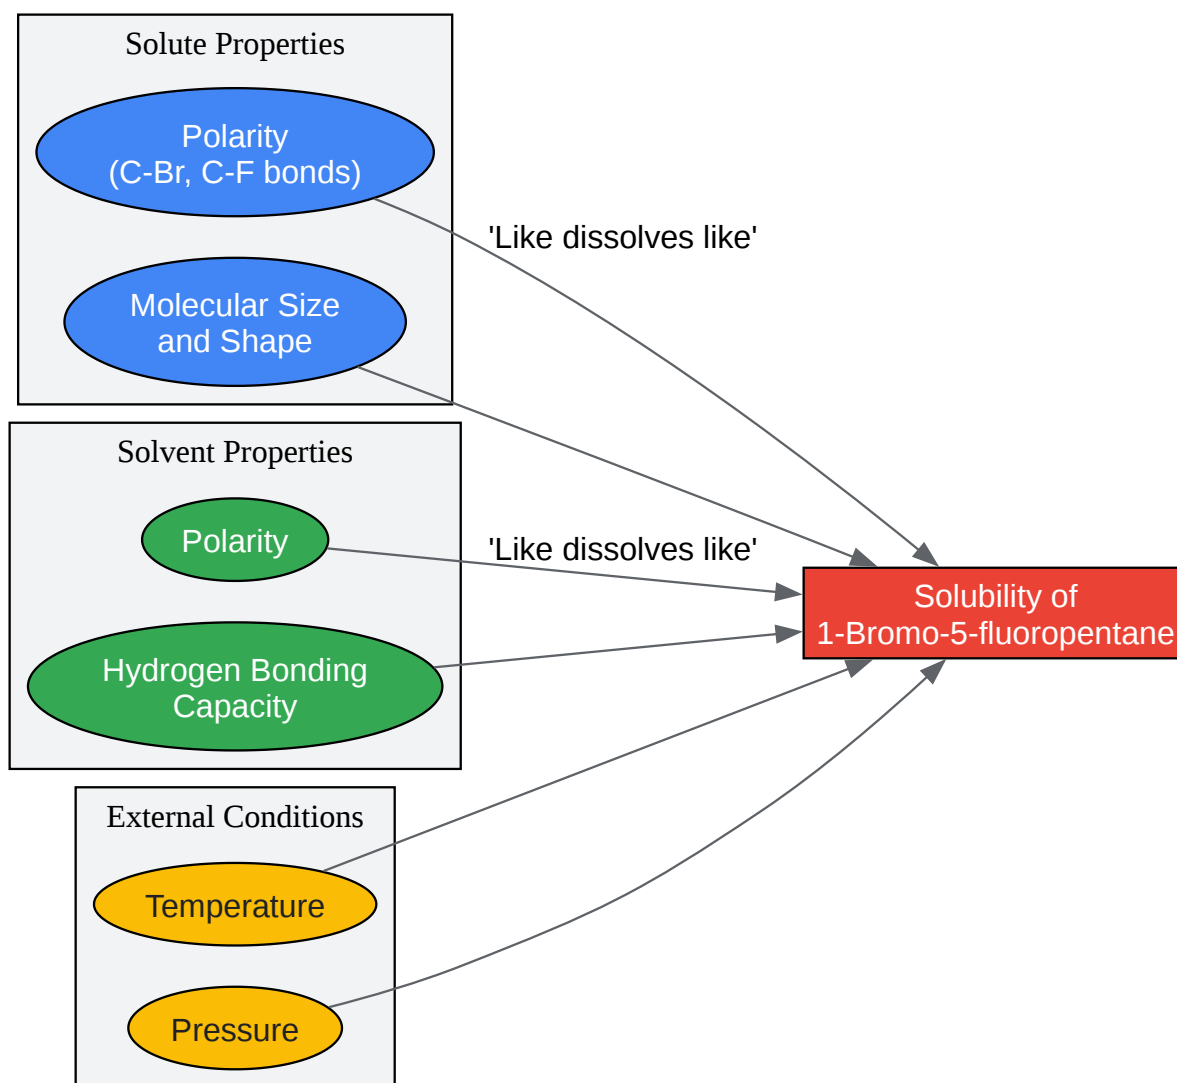 Solute Properties
Polarity
(C-Br, C-F bonds)
'Like dissolves like'
Molecular Size
and Shape
Solvent Properties
Polarity
'Like dissolves like'
Hydrogen Bonding
Capacity
Solubility of
1-Bromo-5-fluoropentane
External Conditions
Temperature
Pressure